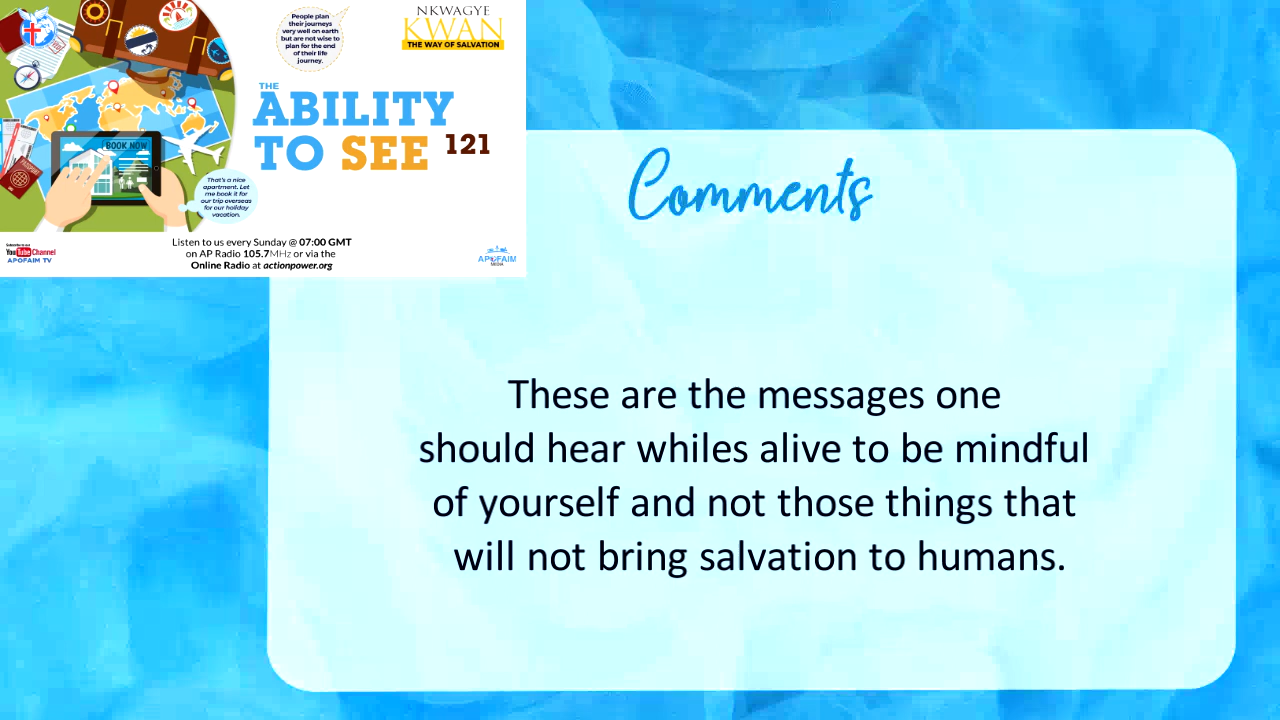 People plan
their journeys
very well on earth
but are not wise to
plan for the end
of their life
journey.
NKWAGYE
KWAN
THE WAY OF SALVATION
THE
ABILITY
TO SEE 121
BOOK NOW
PASSPORT
That's a nice
apartment. Let
me book it for
our trip overseas
for our holiday
vacation.
Subscribe to our
YouTube Channel
APOFAIM TV
Listen to us every Sunday @ 07:00 GMT
on AP Radio 105.7MHz or via the
Online Radio at actionpower.org
APOFAIM
MEDIA
Comments
These are the messages one
should hear whiles alive to be mindful
of yourself and not those things that
will not bring salvation to humans.